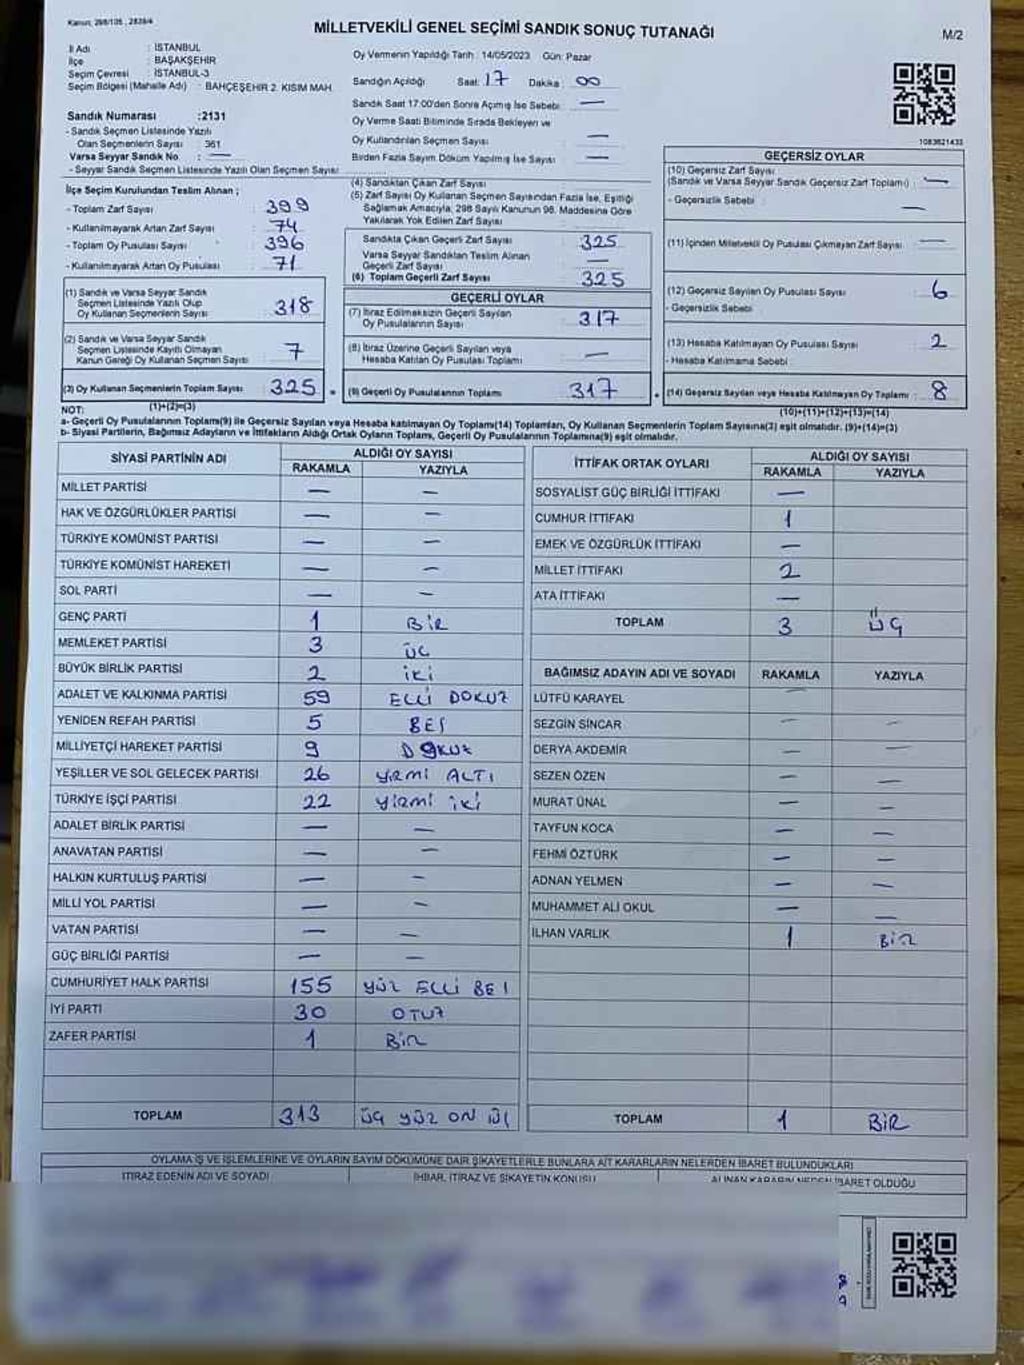 Kanun: 298/105 , 2839/4
MİLLETVEKİLİ GENEL SEÇİMİ SANDIK SONUÇ TUTANAĞI
M/2
İl Adı : İSTANBUL
İlçe : BAŞAKŞEHİR
Seçim Çevresi : İSTANBUL-3
Seçim Bölgesi (Mahalle Adı) : BAHÇEŞEHİR 2. KISIM MAH.
Sandık Numarası :2131
- Sandık Seçmen Listesinde Yazılı
Olan Seçmenlerin Sayısı : 361
Varsa Seyyar Sandık No : —
- Seyyar Sandık Seçmen Listesinde Yazılı Olan Seçmen Sayısı :
Oy Vermenin Yapıldığı Tarih : 14/05/2023 Gün: Pazar
Sandığın Açıldığı Saat: 17 Dakika : 00
Sandık Saat 17:00'den Sonra Açılmış İse Sebebi: —
Oy Verme Saati Bitiminde Sırada Bekleyen ve
Oy Kullandırılan Seçmen Sayısı : —
Birden Fazla Sayım Döküm Yapılmış İse Sayısı : —
1083621433
İlçe Seçim Kurulundan Teslim Alınan ;
- Toplam Zarf Sayısı : 399
- Kullanılmayarak Artan Zarf Sayısı : 74
- Toplam Oy Pusulası Sayısı : 396
- Kullanılmayarak Artan Oy Pusulası : 71
(1) Sandık ve Varsa Seyyar Sandık
Seçmen Listesinde Yazılı Olup
Oy Kullanan Seçmenlerin Sayısı : 318
(2) Sandık ve Varsa Seyyar Sandık
Seçmen Listesinde Kayıtlı Olmayan
Kanun Gereği Oy Kullanan Seçmen Sayısı : 7
(3) Oy Kullanan Seçmenlerin Toplam Sayısı : 325
(1)+(2)=(3)
(4) Sandıktan Çıkan Zarf Sayısı
(5) Zarf Sayısı Oy Kullanan Seçmen Sayısından Fazla İse, Eşitliği
Sağlamak Amacıyla, 298 Sayılı Kanunun 98. Maddesine Göre
Yakılarak Yok Edilen Zarf Sayısı :
Sandıkta Çıkan Geçerli Zarf Sayısı : 325
Varsa Seyyar Sandıktan Teslim Alınan
Geçerli Zarf Sayısı : —
(6) Toplam Geçerli Zarf Sayısı : 325
GEÇERLİ OYLAR
(7) İtiraz Edilmeksizin Geçerli Sayılan
Oy Pusulalarının Sayısı : 317
(8) İtiraz Üzerine Geçerli Sayılan veya
Hesaba Katılan Oy Pusulası Toplamı : —
(9) Geçerli Oy Pusulalarının Toplamı : 317
GEÇERSİZ OYLAR
(10) Geçersiz Zarf Sayısı
(Sandık ve Varsa Seyyar Sandık Geçersiz Zarf Toplamı) : —
- Geçersizlik Sebebi : —
(11) İçinden Milletvekili Oy Pusulası Çıkmayan Zarf Sayısı : —
(12) Geçersiz Sayılan Oy Pusulası Sayısı : 6
- Geçersizlik Sebebi :
(13) Hesaba Katılmayan Oy Pusulası Sayısı : 2
- Hesaba Katılmama Sebebi :
(14) Geçersiz Sayılan veya Hesaba Katılmayan Oy Toplamı : 8
(10)+(11)+(12)+(13)=(14)
NOT:
a- Geçerli Oy Pusulasının Toplam(9) ile Geçersiz Sayılan veya Hesaba katılmayan Oy Toplam(14) Toplamları, Oy Kullanan Seçmenlerin Toplam Sayısına(3) eşit olmalıdır. (9)+(14)=(3)
b- Siyasi Partilerin, Bağımsız Adayların ve İttifakların Aldığı Ortak Oyların Toplamı, Geçerli Oy Pusulasının Toplamına(9) eşit olmalıdır.
SİYASİ PARTİNİN ADI ALDIĞI OY SAYISI
RAKAMLA YAZIYLA
MİLLET PARTİSİ — —
HAK VE ÖZGÜRLÜKLER PARTİSİ — —
TÜRKİYE KOMÜNİST PARTİSİ — —
TÜRKİYE KOMÜNİST HAREKETİ — —
SOL PARTİ — —
GENÇ PARTİ 1 BİR
MEMLEKET PARTİSİ 3 ÜÇ
BÜYÜK BİRLİK PARTİSİ 2 İKİ
ADALET VE KALKINMA PARTİSİ 59 ELLİ DOKUZ
YENİDEN REFAH PARTİSİ 5 BEŞ
MİLLİYETÇİ HAREKET PARTİSİ 9 DOKUZ
YEŞİLLER VE SOL GELECEK PARTİSİ 26 YİRMİ ALTI
TÜRKİYE İŞÇİ PARTİSİ 22 YİRMİ İKİ
ADALET BİRLİK PARTİSİ — —
ANAVATAN PARTİSİ — —
HALKIN KURTULUŞ PARTİSİ — —
MİLLİ YOL PARTİSİ — —
VATAN PARTİSİ — —
GÜÇ BİRLİĞİ PARTİSİ — —
CUMHURİYET HALK PARTİSİ 155 YÜZ ELLİ BEŞ
İYİ PARTİ 30 OTUZ
ZAFER PARTİSİ 1 BİR
TOPLAM 313 ÜÇ YÜZ ON ÜÇ
İTTİFAK ORTAK OYLARI ALDIĞI OY SAYISI
RAKAMLA YAZIYLA
SOSYALİST GÜÇ BİRLİĞİ İTTİFAKI —
CUMHUR İTTİFAKI 1
EMEK VE ÖZGÜRLÜK İTTİFAKI —
MİLLET İTTİFAKI 2
ATA İTTİFAKI —
TOPLAM 3 ÜÇ
BAĞIMSIZ ADAYIN ADI VE SOYADI RAKAMLA YAZIYLA
LÜTFÜ KARAYEL —
SEZGİN SİNCAR — —
DERYA AKDEMİR — —
SEZEN ÖZEN — —
MURAT ÜNAL — —
TAYFUN KOCA — —
FEHMİ ÖZTÜRK — —
ADNAN YELMEN — —
MUHAMMET ALİ OKUL — —
İLHAN VARLIK 1 BİR
TOPLAM 1 BİR
OYLAMA İŞ VE İŞLEMLERİNE VE OYLARIN SAYIM DÖKÜMÜNE DAİR ŞİKAYETLERLE BUNLARA AİT KARARLARIN NELERDEN İBARET BULUNDUKLARI
İTİRAZ EDENİN ADI VE SOYADI İHBAR, İTİRAZ VE ŞİKAYETİN KONUSU ALINAN KARARIN NEDEN İBARET OLDUĞU